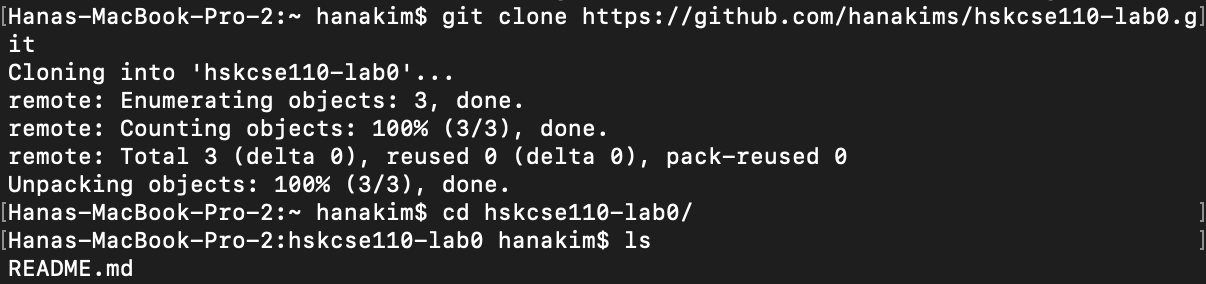 [Hanas-MacBook-Pro-2:~ hanakim$ git clone https://github.com/hanakims/hskcse110-lab0.g]
it
Cloning into 'hskcse110-lab0'...
remote: Enumerating objects: 3, done.
remote: Counting objects: 100% (3/3), done.
remote: Total 3 (delta 0), reused 0 (delta 0), pack-reused 0
Unpacking objects: 100% (3/3), done.
[Hanas-MacBook-Pro-2:~ hanakim$ cd hskcse110-lab0/ ]
[Hanas-MacBook-Pro-2:hskcse110-lab0 hanakim$ ls ]
README.md